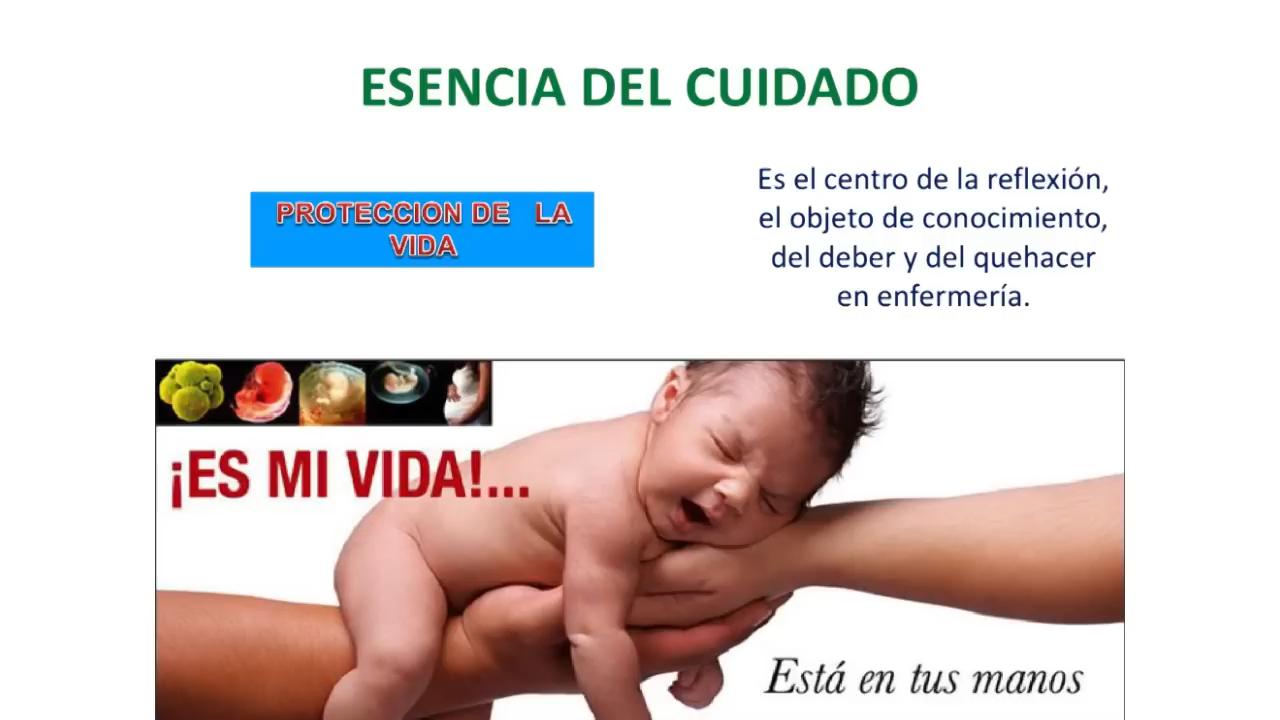 ESENCIA DEL CUIDADO
PROTECCION DE LA
VIDA
Es el centro de la reflexión,
el objeto de conocimiento,
del deber y del quehacer
en enfermería.
¡ES MI VIDA!...
Está en tus manos